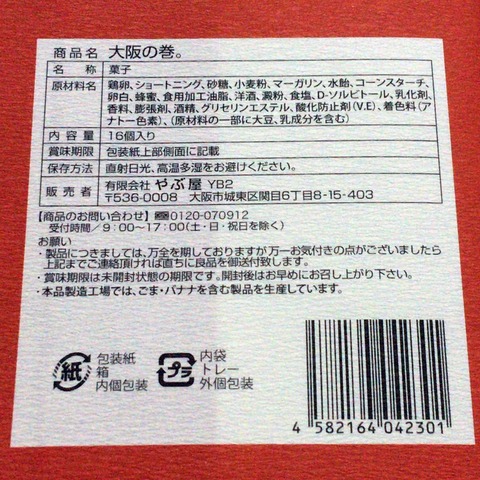 商品名 大阪の巻。
名称 菓子
原材料名 鶏卵、ショートニング、砂糖、小麦粉、マーガリン、水飴、コーンスターチ、
卵白、蜂蜜、食用加工油脂、洋酒、澱粉、食塩、D-ソルビトール、乳化剤、
香料、膨張剤、酒精、グリセリンエステル、酸化防止剤(V.E)、着色料(ア
ナトー色素)、(原材料の一部に大豆、乳成分を含む)
内容量 16個入り
賞味期限 包装紙上部側面に記載
保存方法 直射日光、高温多湿をお避けください。
販売者 有限会社 やぶ屋 YB2
〒536-0008 大阪市城東区関目6丁目8-15-403
【商品のお問い合わせ】0120-070912
受付時間/9:00~17:00(土・日・祝日を除く)
お願い
・製品につきましては、万全を期しておりますが万一お気付きの点がございましたら
上記までご連絡頂ければ直ちに良品を御送付致します。
・賞味期限は未開封状態の期限です。開封後はお早めにお召し上がり下さい。
・本品製造工場では、ごま・バナナを含む製品を生産しています。
紙 包装紙
箱
内個包装
プラ 内袋
トレー
外個包装
4 582164 042301